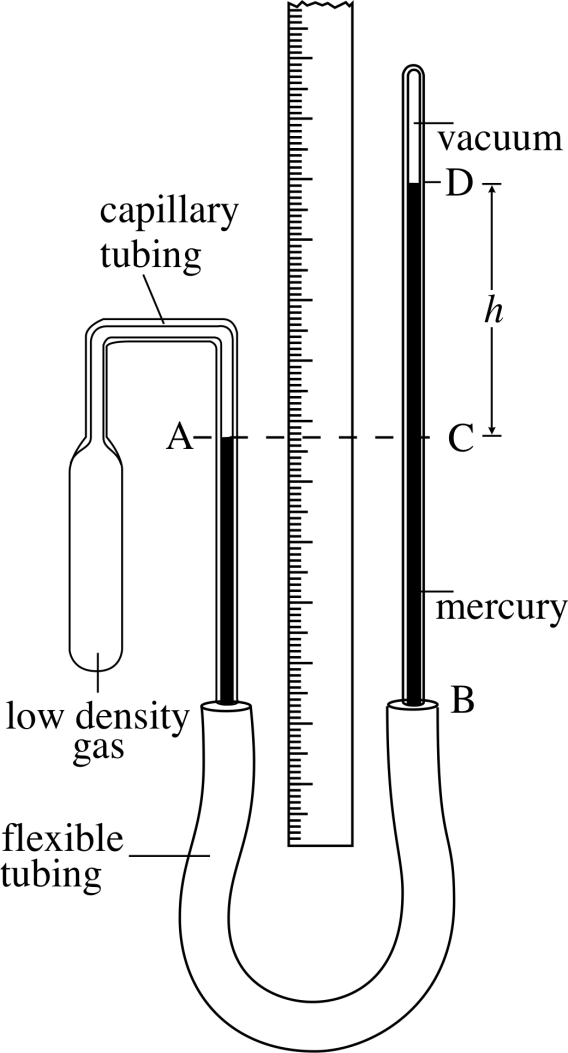 vacuum
D
capillary
tubing
h
A
C
mercury
B
low density
gas
flexible
tubing